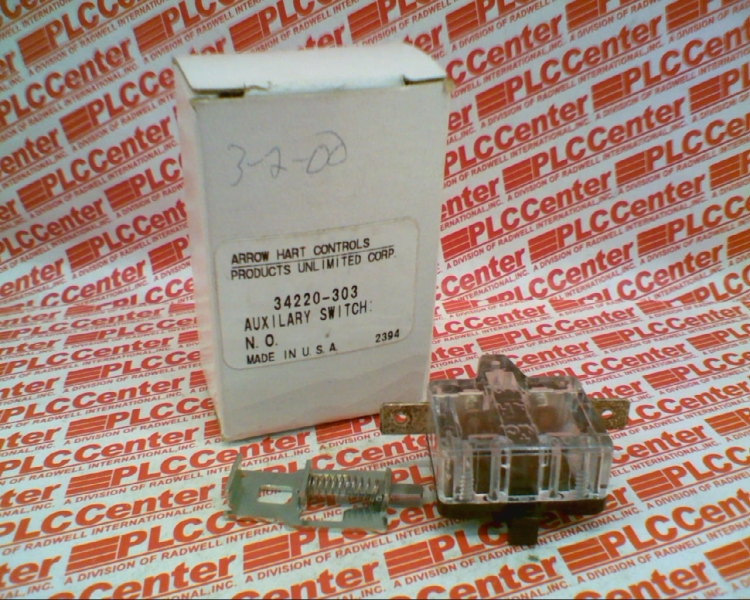 3-2-00
ARROW HART CONTROLS
PRODUCTS UNLIMITED CORP.
34220-303
AUXILARY SWITCH:
N.O.
MADE IN U.S.A. 2394
PLCCenter
A DIVISION OF RADWELL INTERNATIONAL, INC.